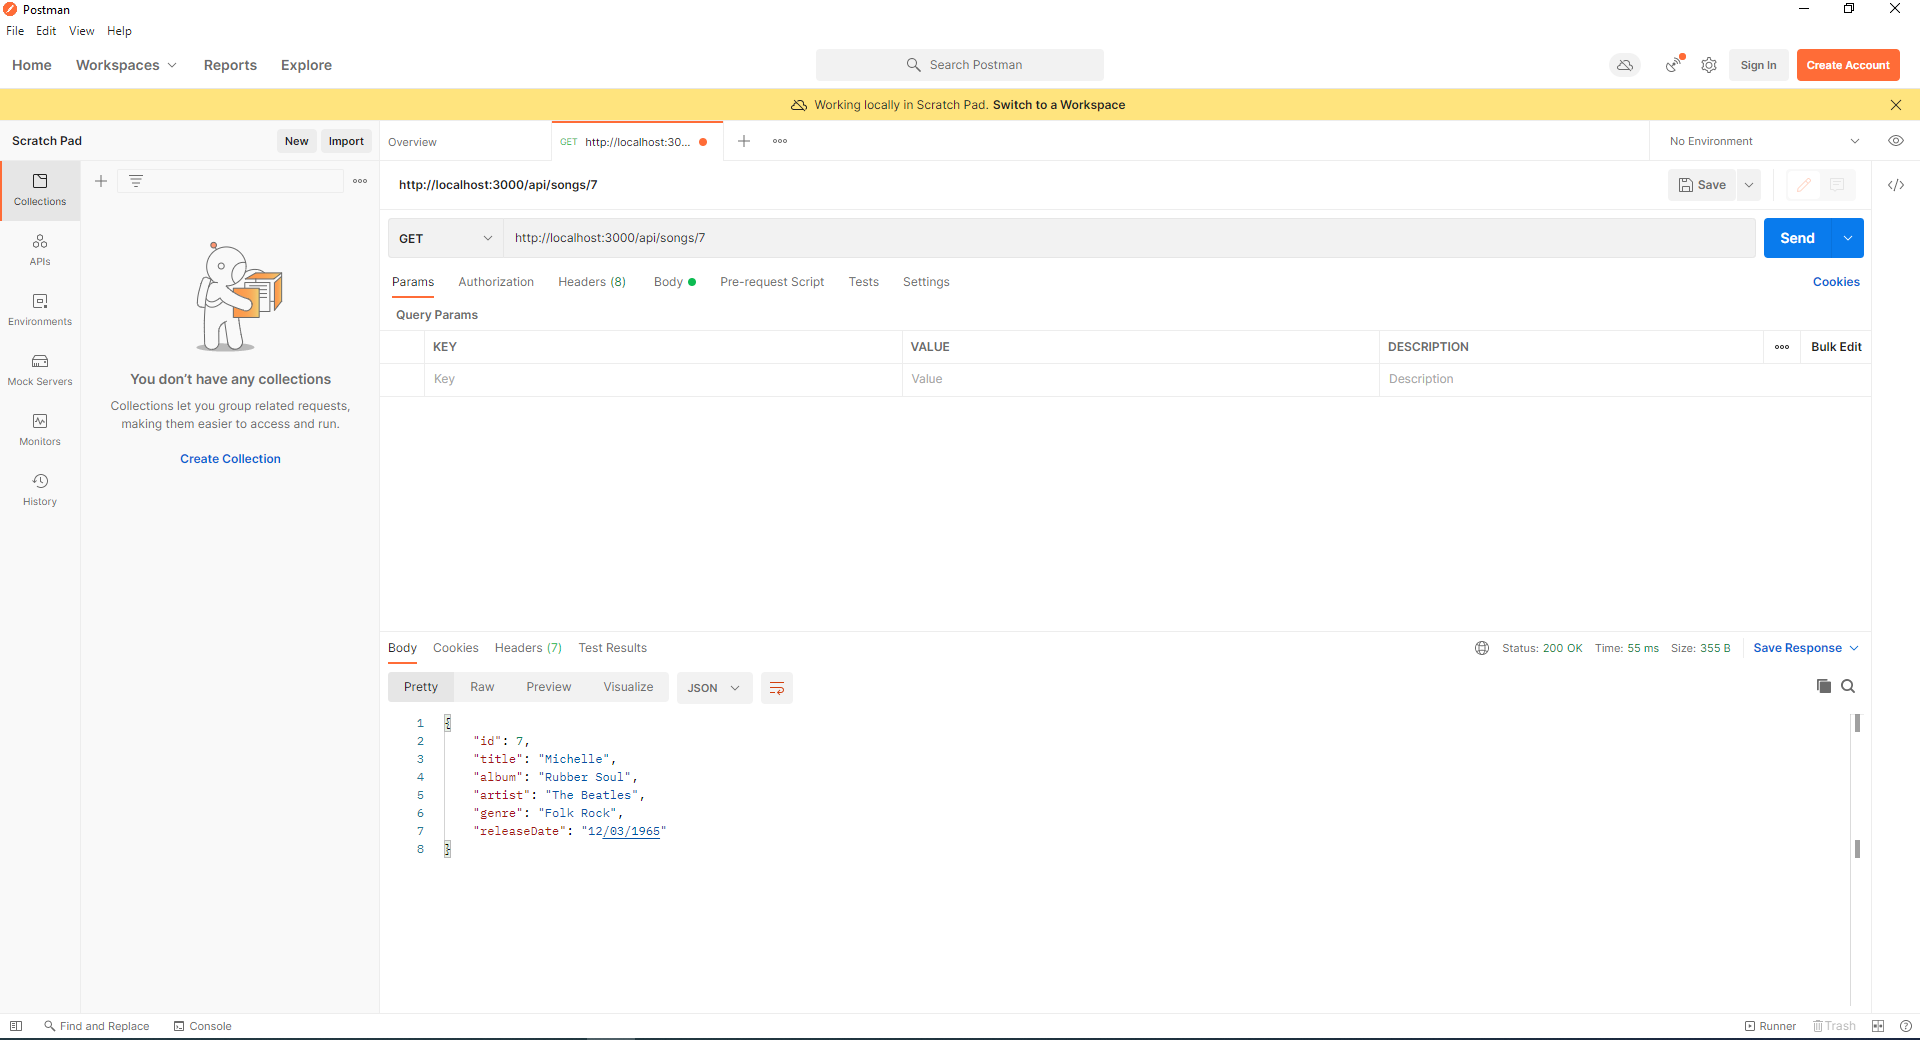 Postman
File Edit View Help
Home Workspaces Reports Explore Search Postman Sign In Create Account
Working locally in Scratch Pad. Switch to a Workspace
Scratch Pad New Import Overview GET http://localhost:30... No Environment
Collections
http://localhost:3000/api/songs/7 Save
GET http://localhost:3000/api/songs/7 Send
APIs
Params Authorization Headers (8) Body Pre-request Script Tests Settings Cookies
Query Params
Environments
KEY VALUE DESCRIPTION Bulk Edit
Key Value Description
Mock Servers
You don't have any collections
Collections let you group related requests,
making them easier to access and run.
Monitors
Create Collection
History
Body Cookies Headers (7) Test Results Status: 200 OK Time: 55 ms Size: 355 B Save Response
Pretty Raw Preview Visualize JSON
1 {
2 "id": 7,
3 "title": "Michelle",
4 "album": "Rubber Soul",
5 "artist": "The Beatles",
6 "genre": "Folk Rock",
7 "releaseDate": "12/03/1965"
8 }
Find and Replace Console Runner Trash